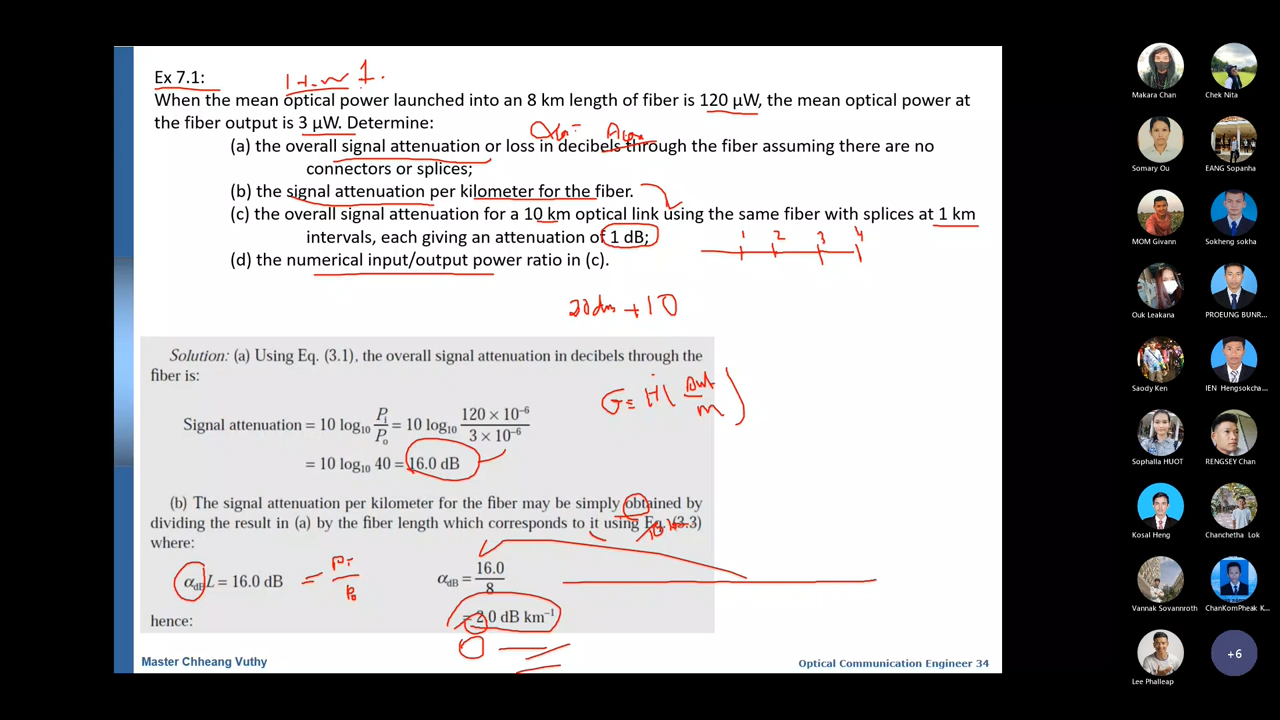 Ex 7.1:
H.w 1.
When the mean optical power launched into an 8 km length of fiber is 120 μW, the mean optical power at
the fiber output is 3 μW. Determine:
(a) the overall signal attenuation or loss in decibels through the fiber assuming there are no
connectors or splices;
(b) the signal attenuation per kilometer for the fiber.
(c) the overall signal attenuation for a 10 km optical link using the same fiber with splices at 1 km
intervals, each giving an attenuation of 1 dB;
1 2 3 4
(d) the numerical input/output power ratio in (c).
Solution: (a) Using Eq. (3.1), the overall signal attenuation in decibels through the
fiber is:
Signal attenuation = 10 log₁₀ Pi/Po = 10 log₁₀ 120 × 10⁻⁶/3 × 10⁻⁶
= 10 log₁₀ 40 = 16.0 dB
(b) The signal attenuation per kilometer for the fiber may be simply obtained by
dividing the result in (a) by the fiber length which corresponds to it using Eq. (3.3)
where:
αdBL = 16.0 dB
αdB = 16.0/8
hence:
= 2.0 dB km⁻¹
Master Chheang Vuthy
Optical Communication Engineer 34
Makara Chan
Chek Nita
Somary Ou
EANG Sopanha
MOM Givann
Sokheng sokha
Ouk Leakana
PROEUNG BUNR...
Saody Ken
IEN Hengsokcha...
Sophalla HUOT
RENGSEY Chan
Kosal Heng
Chanchetha Lok
Vannak Sovannroth
ChanKomPheak K...
Lee Phalleap
+6